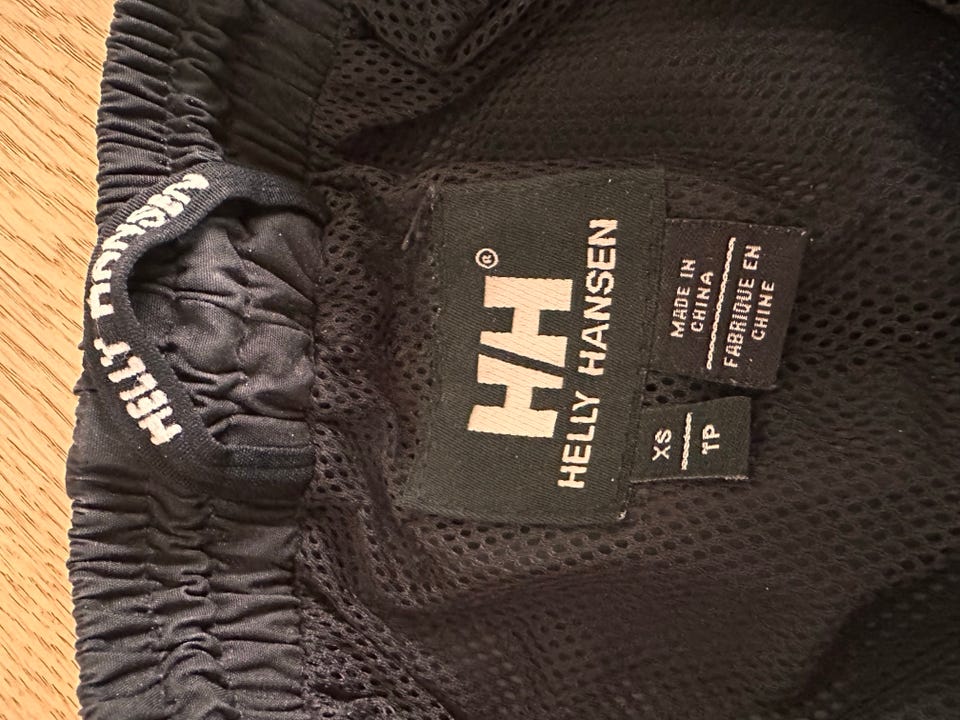 HELLY HANSEN
HH®
HELLY HANSEN
MADE IN
CHINA
FABRIQUE EN
CHINE
XS
TP